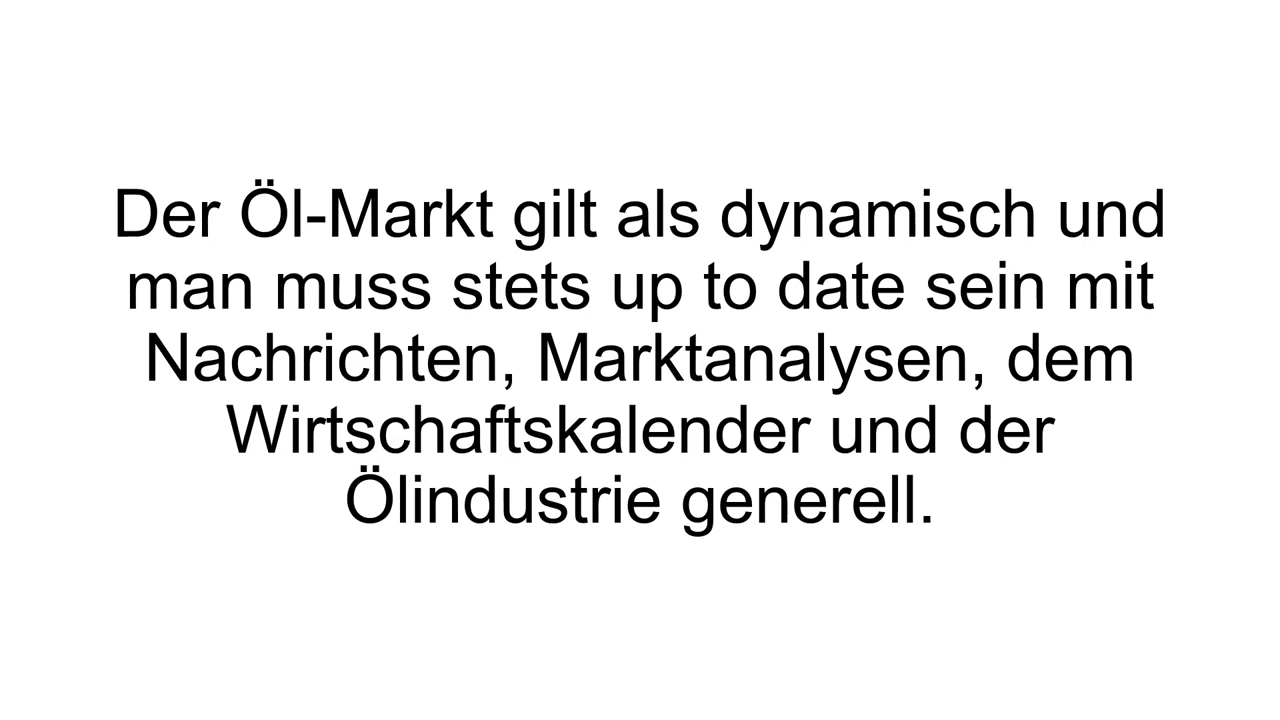 Der Öl-Markt gilt als dynamisch und
man muss stets up to date sein mit
Nachrichten, Marktanalysen, dem
Wirtschaftskalender und der
Ölindustrie generell.